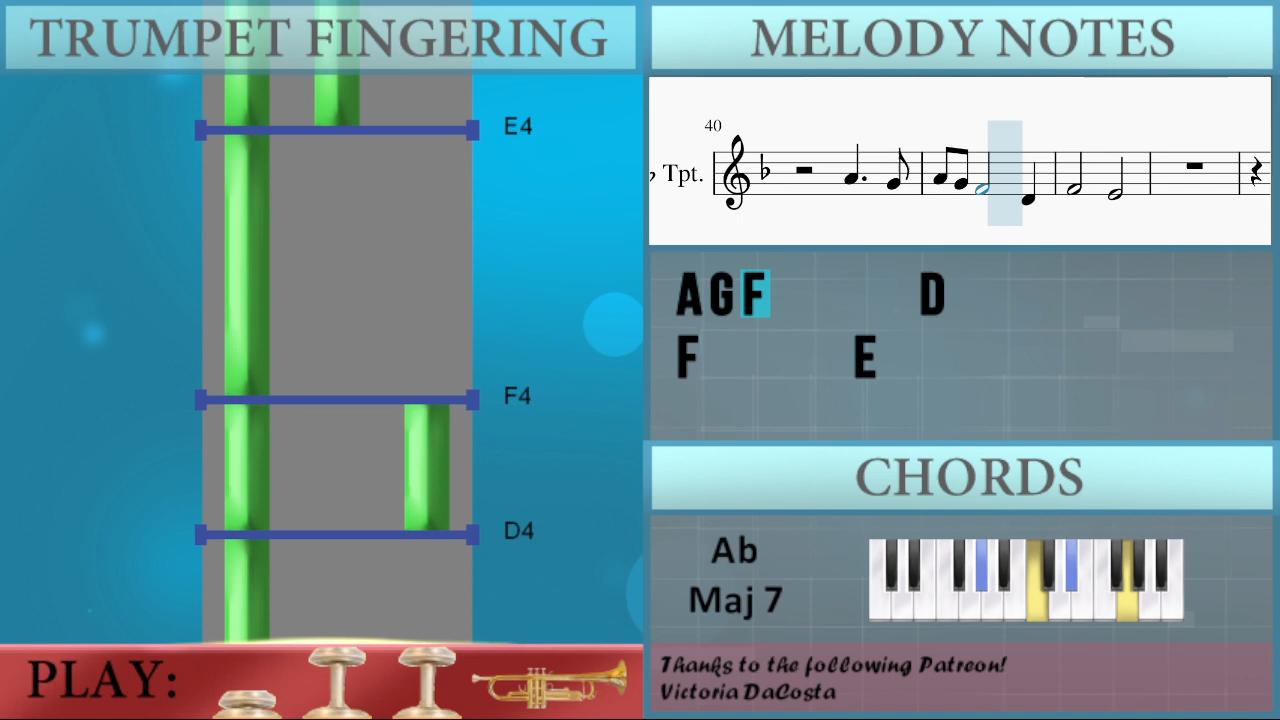 TRUMPET FINGERING
E4
F4
D4
PLAY:
MELODY NOTES
40
Tpt.
A G F D
F E
CHORDS
Ab
Maj 7
Thanks to the following Patreon!
Victoria DaCosta